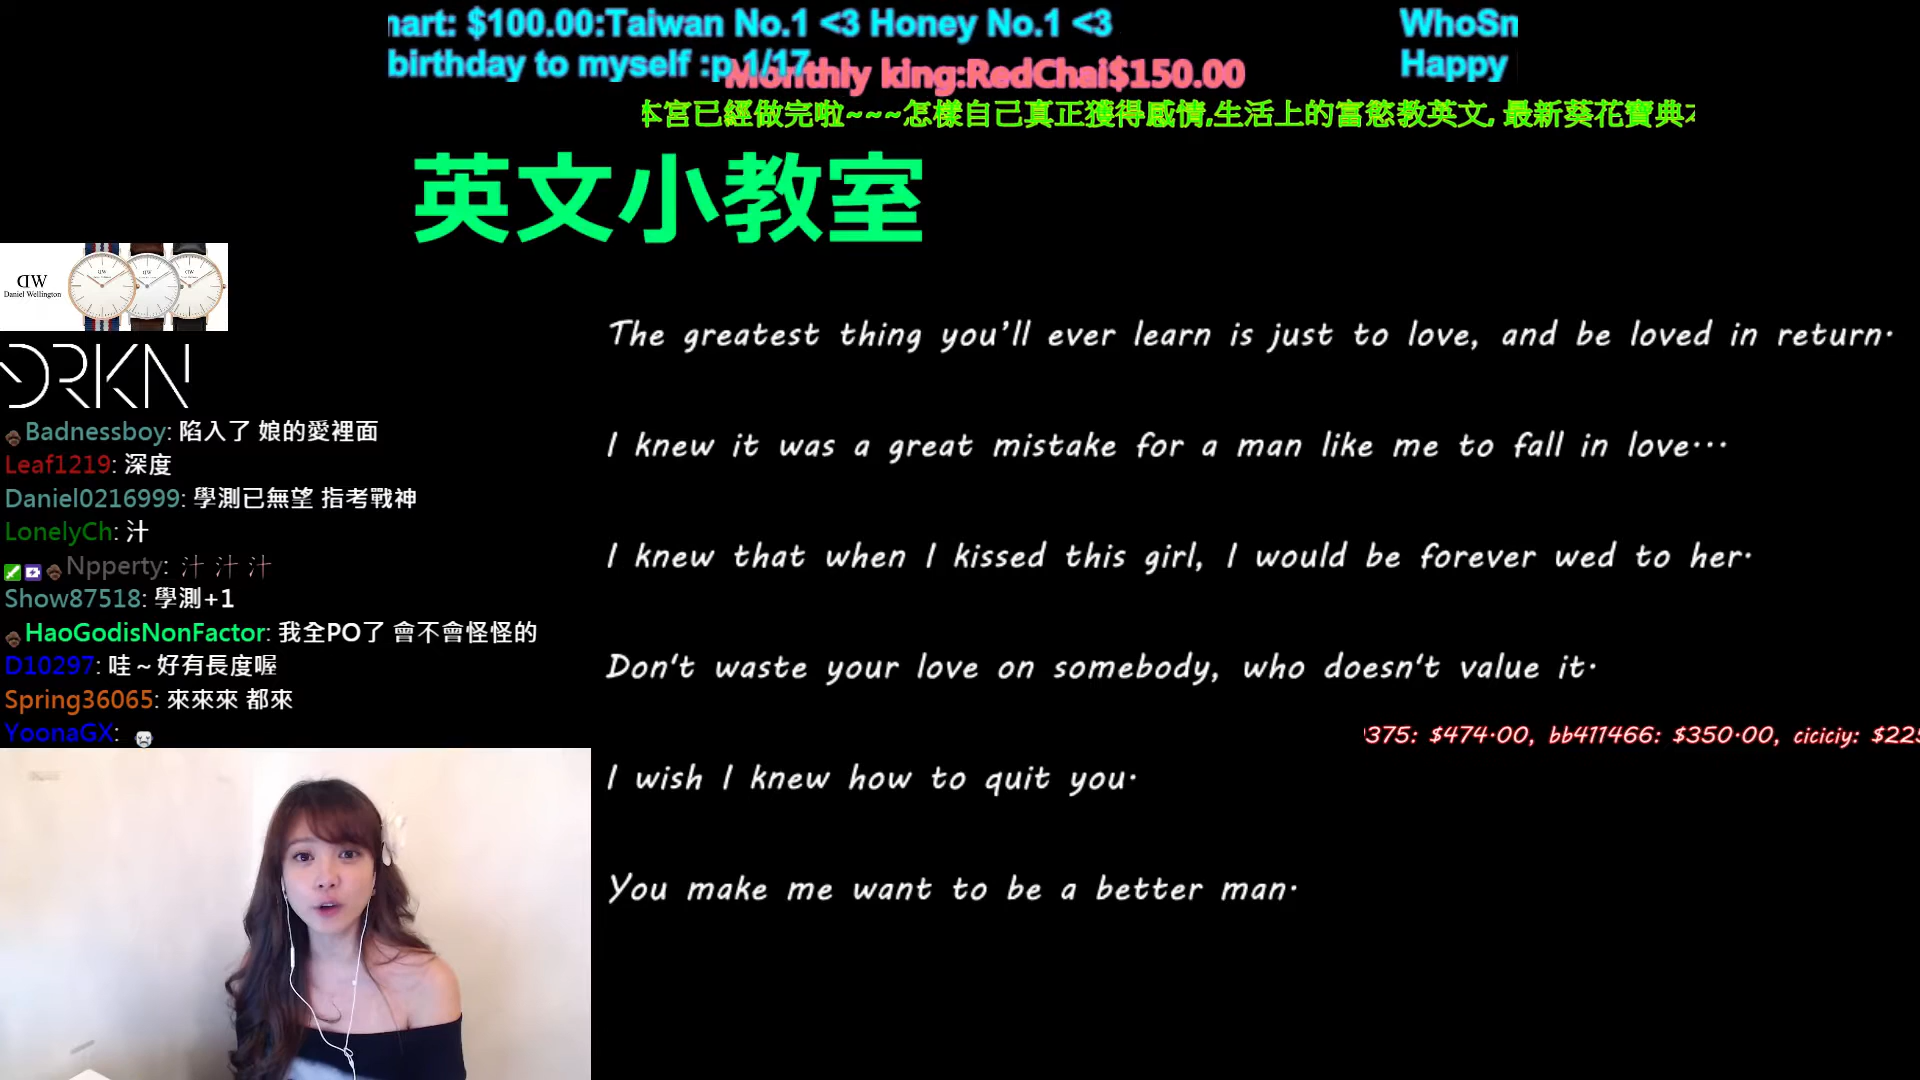 hart: $100.00:Taiwan No.1 <3 Honey No.1 <3
WhoSn
birthday to myself :p 1/17
Happy
Monthly king:RedChai$150.00
本宮已經做完啦~~~怎樣自己真正獲得感情,生活上的富慾教英文, 最新葵花寶典
英文小教室
DW
Daniel Wellington
DRKN
The greatest thing you’ll ever learn is just to love, and be loved in return.
I knew it was a great mistake for a man like me to fall in love...
I knew that when I kissed this girl, I would be forever wed to her.
Don't waste your love on somebody, who doesn't value it.
I wish I knew how to quit you.
You make me want to be a better man.
Badnessboy: 陷入了 娘的愛裡面
Leaf1219: 深度
Daniel0216999: 學測已無望 指考戰神
LonelyCh: 汁
Npperty: 汁 汁 汁
Show87518: 學測+1
HaoGodisNonFactor: 我全PO了 會不會怪怪的
D10297: 哇～好有長度喔
Spring36065: 來來來 都來
YoonaGX:
375: $474.00, bb411466: $350.00, ciciciy: $225